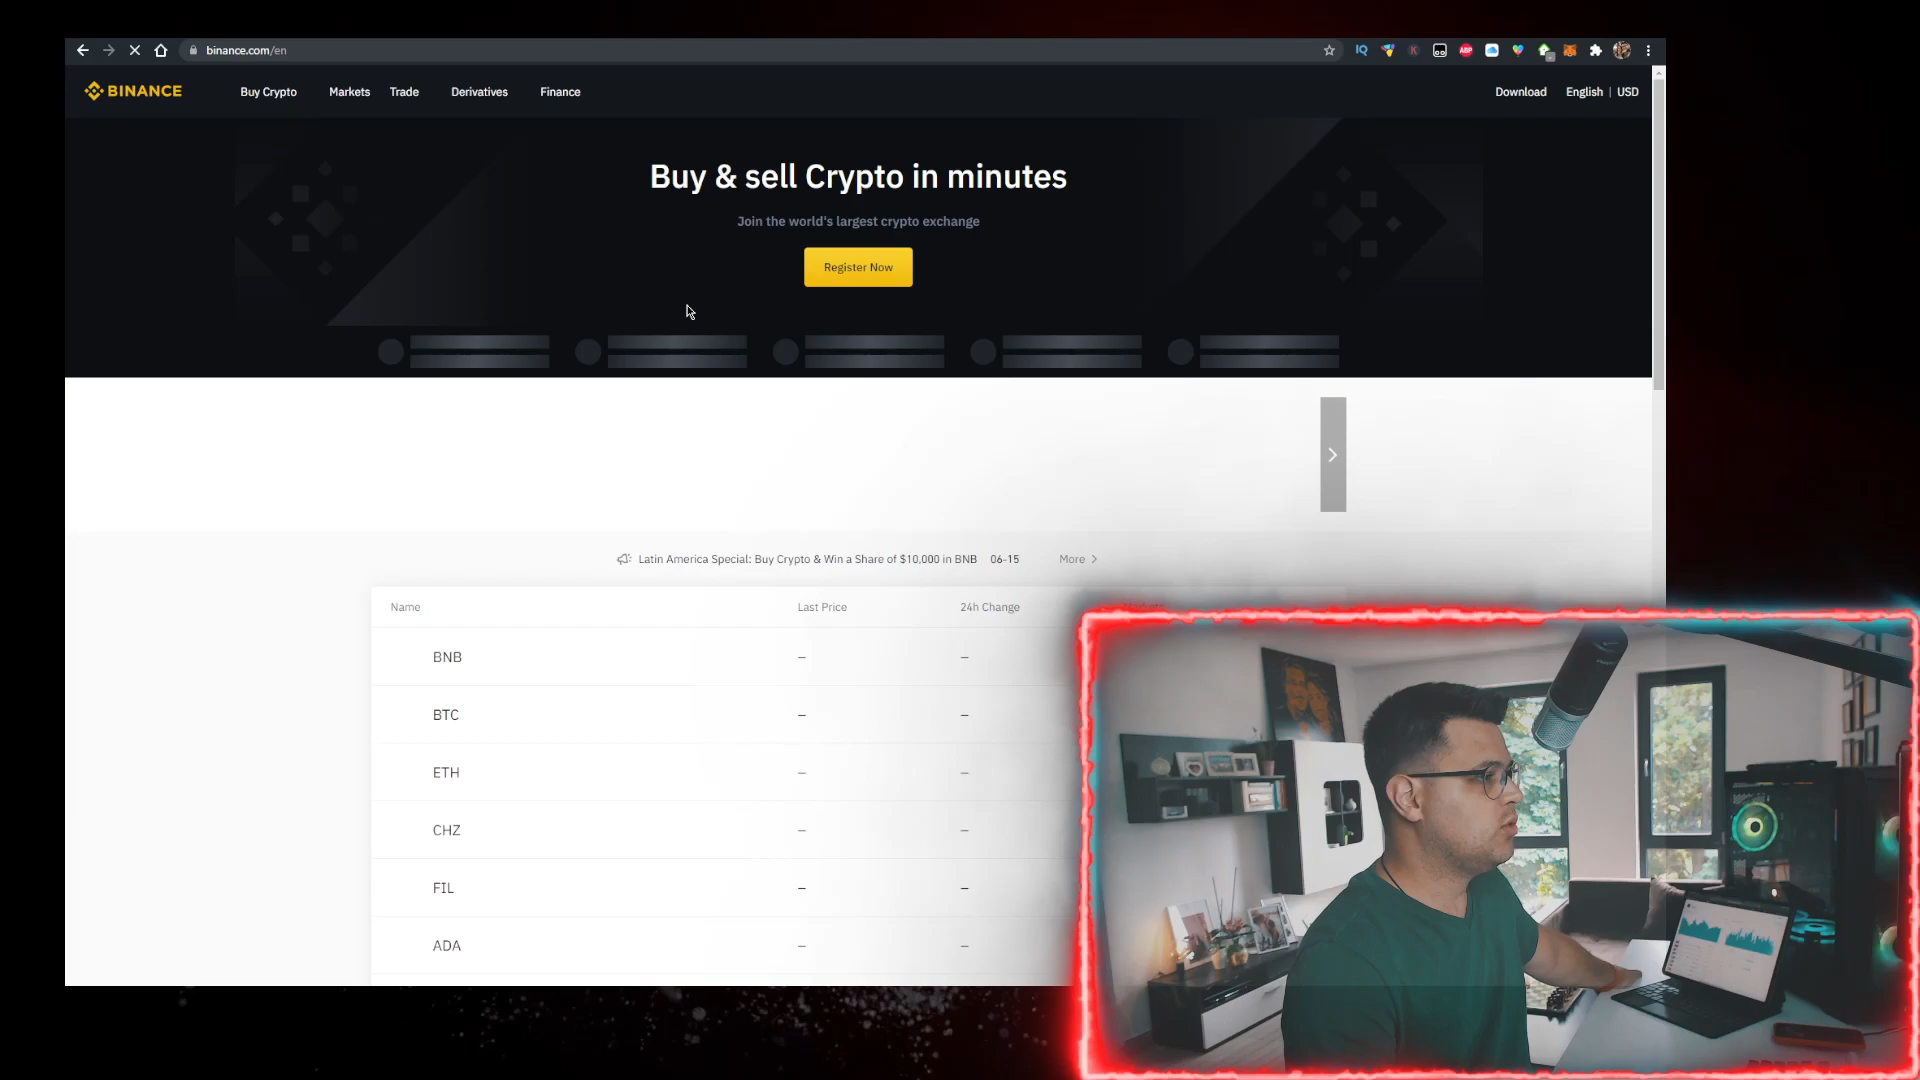 binance.com/en
IQ
K
ABP
BINANCE
Buy Crypto
Markets
Trade
Derivatives
Finance
Download
English | USD
Buy & sell Crypto in minutes
Join the world's largest crypto exchange
Register Now
Latin America Special: Buy Crypto & Win a Share of $10,000 in BNB 06-15 More
Name Last Price 24h Change
BNB – –
BTC – –
ETH – –
CHZ – –
FIL – –
ADA – –